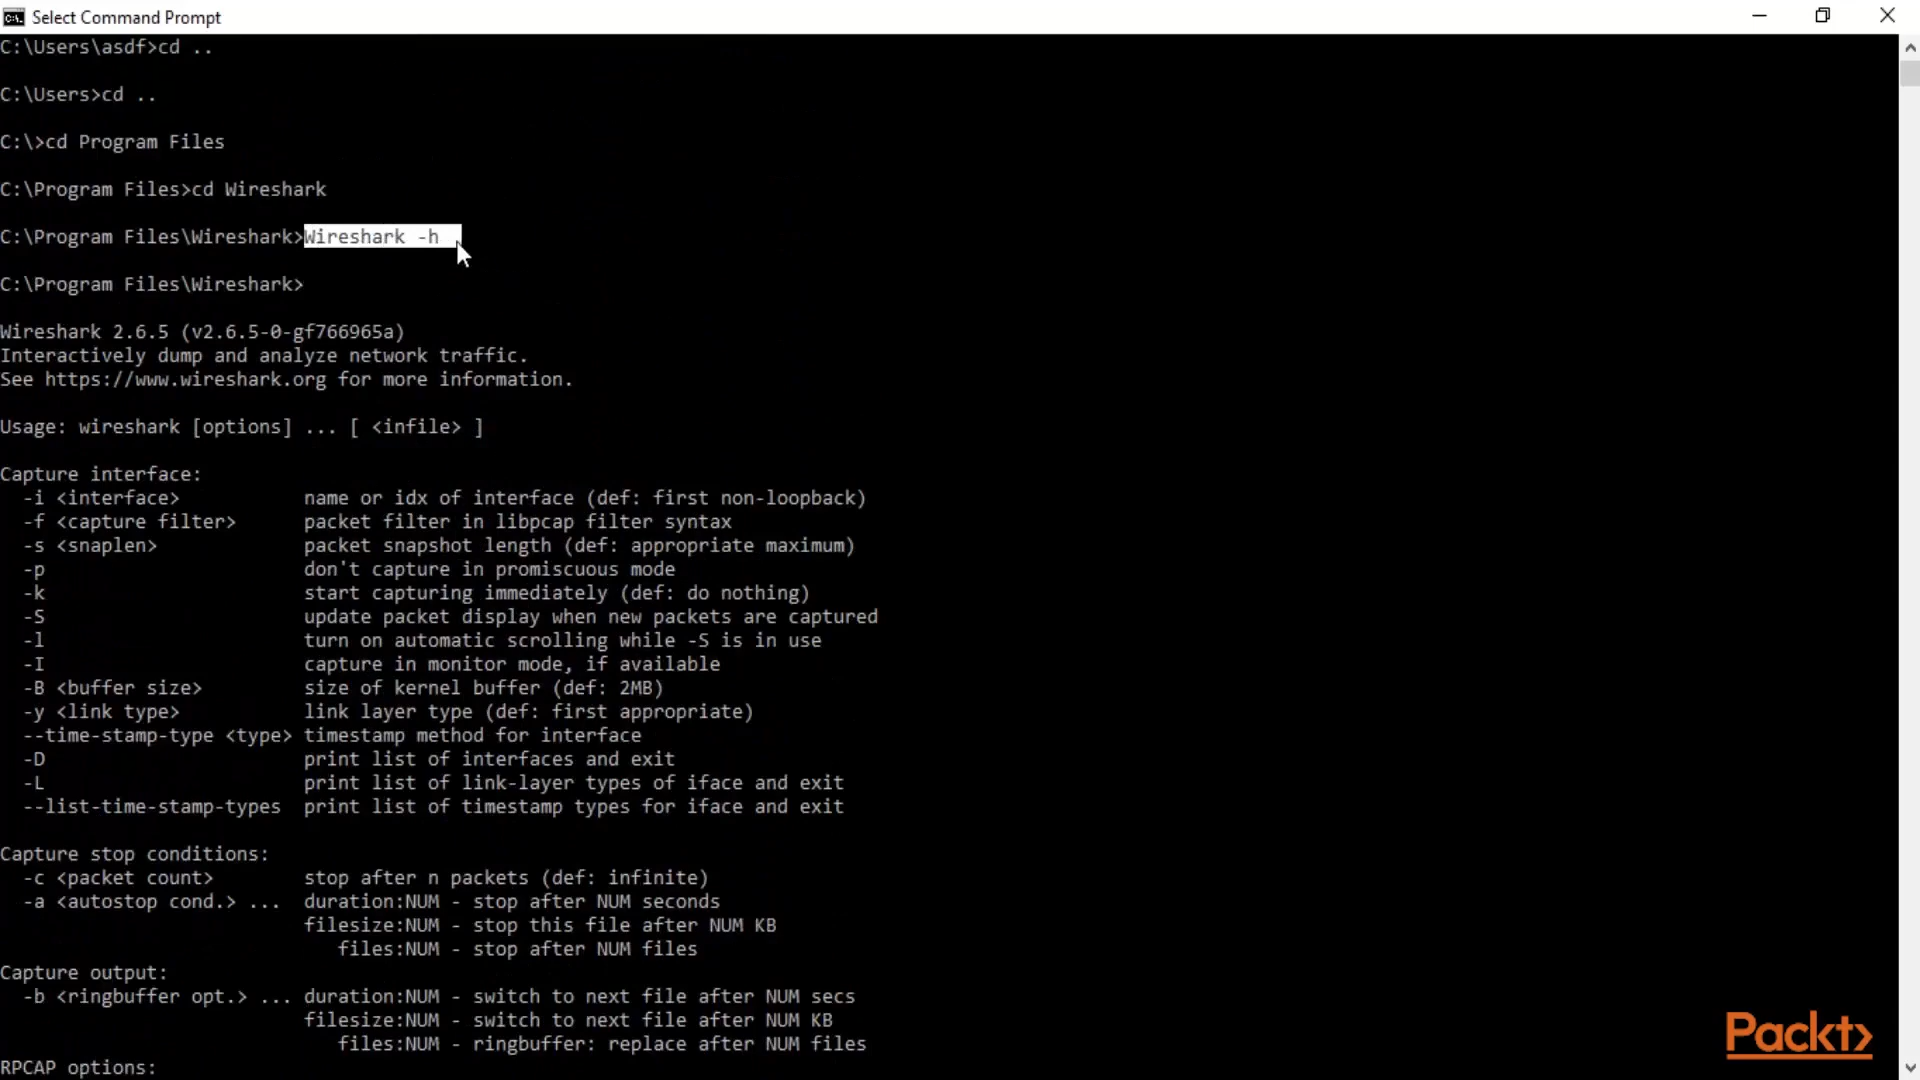 Select Command Prompt
C:\Users\asdf>cd ..
C:\Users>cd ..
C:\>cd Program Files
C:\Program Files>cd Wireshark
C:\Program Files\Wireshark>Wireshark -h
C:\Program Files\Wireshark>
Wireshark 2.6.5 (v2.6.5-0-gf766965a)
Interactively dump and analyze network traffic.
See https://www.wireshark.org for more information.
Usage: wireshark [options] ... [ <infile> ]
Capture interface:
-i <interface> name or idx of interface (def: first non-loopback)
-f <capture filter> packet filter in libpcap filter syntax
-s <snaplen> packet snapshot length (def: appropriate maximum)
-p don't capture in promiscuous mode
-k start capturing immediately (def: do nothing)
-S update packet display when new packets are captured
-l turn on automatic scrolling while -S is in use
-I capture in monitor mode, if available
-B <buffer size> size of kernel buffer (def: 2MB)
-y <link type> link layer type (def: first appropriate)
--time-stamp-type <type> timestamp method for interface
-D print list of interfaces and exit
-L print list of link-layer types of iface and exit
--list-time-stamp-types print list of timestamp types for iface and exit
Capture stop conditions:
-c <packet count> stop after n packets (def: infinite)
-a <autostop cond.> ... duration:NUM - stop after NUM seconds
filesize:NUM - stop this file after NUM KB
files:NUM - stop after NUM files
Capture output:
-b <ringbuffer opt.> ... duration:NUM - switch to next file after NUM secs
filesize:NUM - switch to next file after NUM KB
files:NUM - ringbuffer: replace after NUM files
RPCAP options:
Packt>